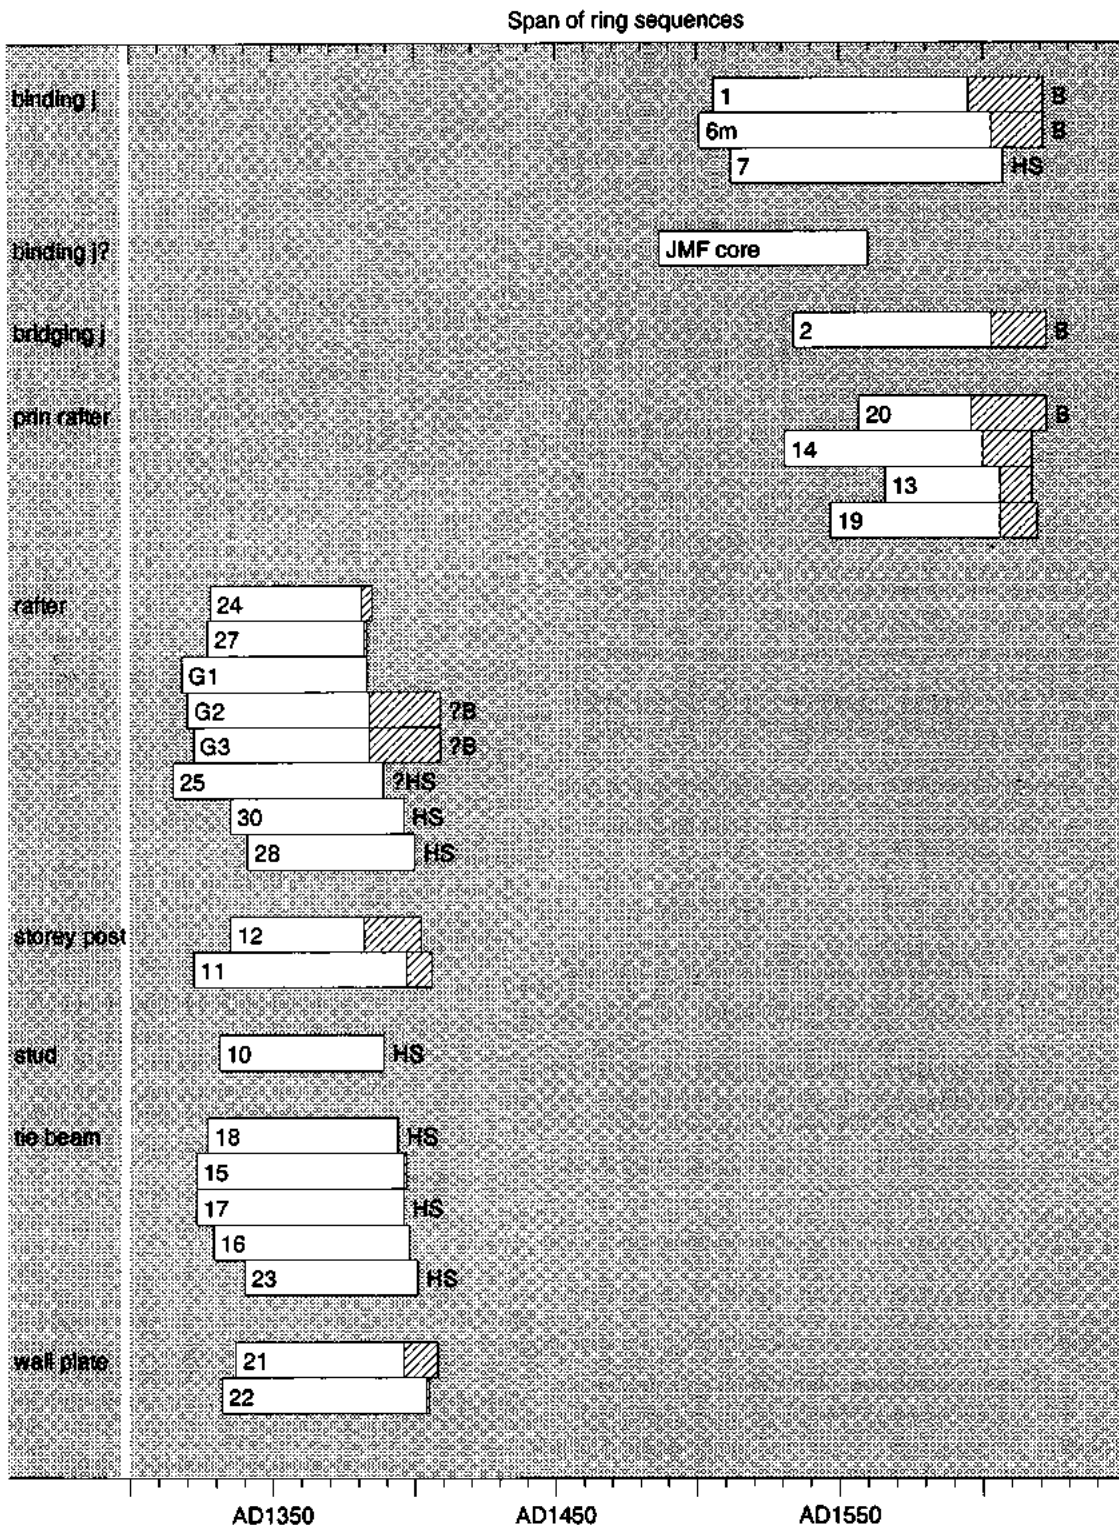 Span of ring sequences
binding j
1 B
6m B
7 HS
binding j? JMF core
bridging j 2 B
prin rafter 20 B
14
13
19
rafter 24
27
G1
G2 ?B
G3 ?B
25 ?HS
30 HS
28 HS
storey post 12
11
stud 10 HS
tie beam 18 HS
15
17 HS
16
23 HS
wall plate 21
22
AD1350 AD1450 AD1550